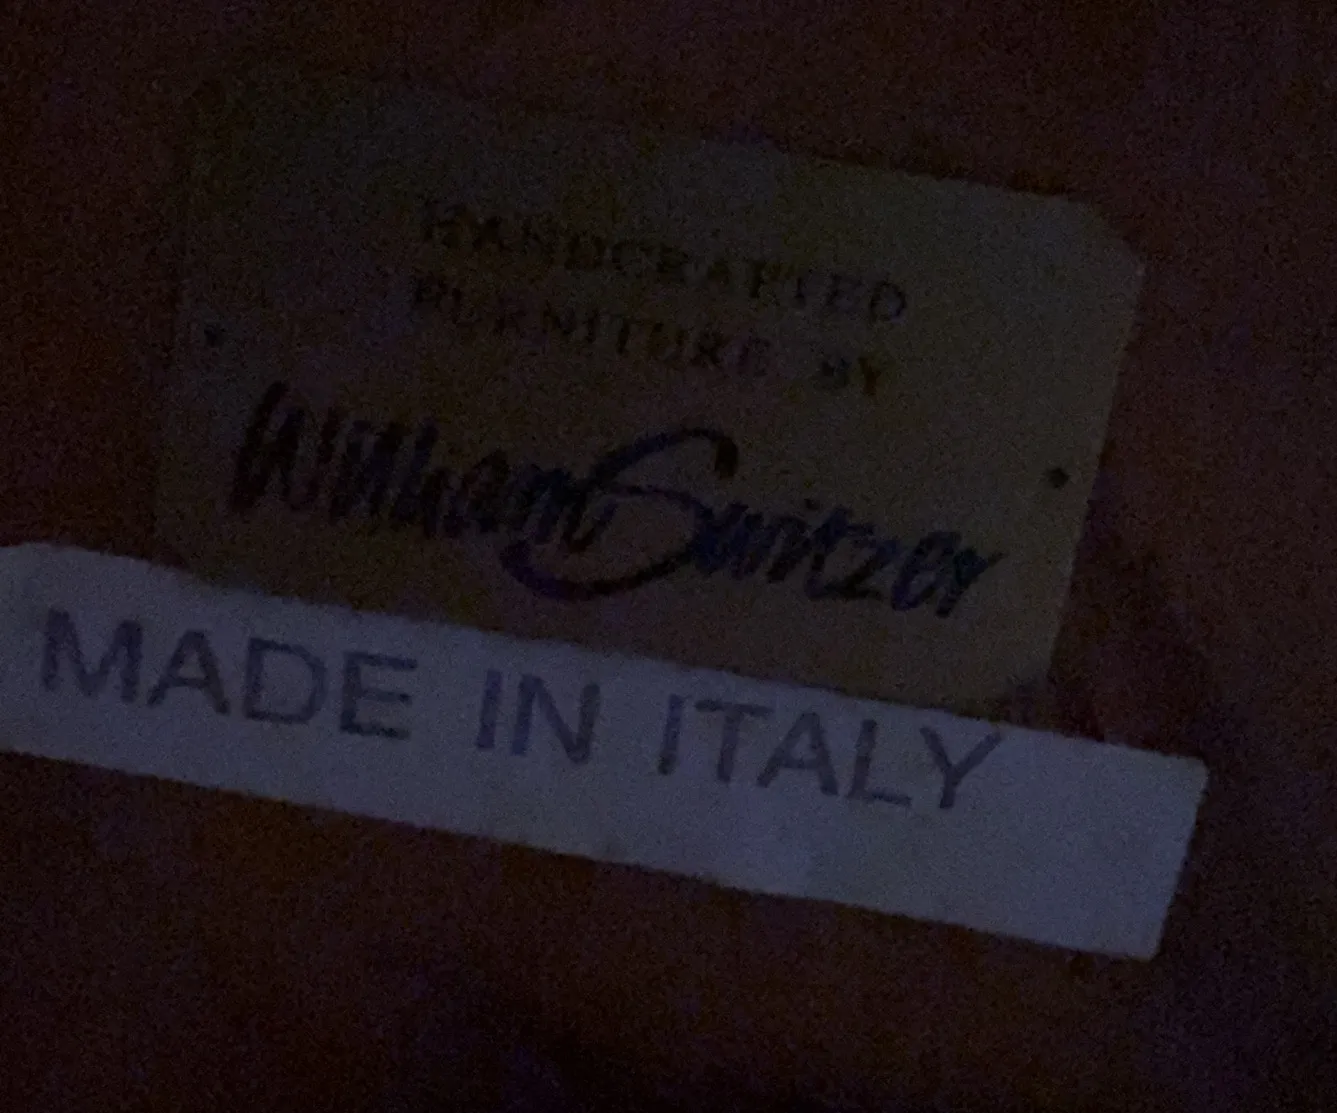 HANDCRAFTED
FURNITURE BY
William Switzer
MADE IN ITALY